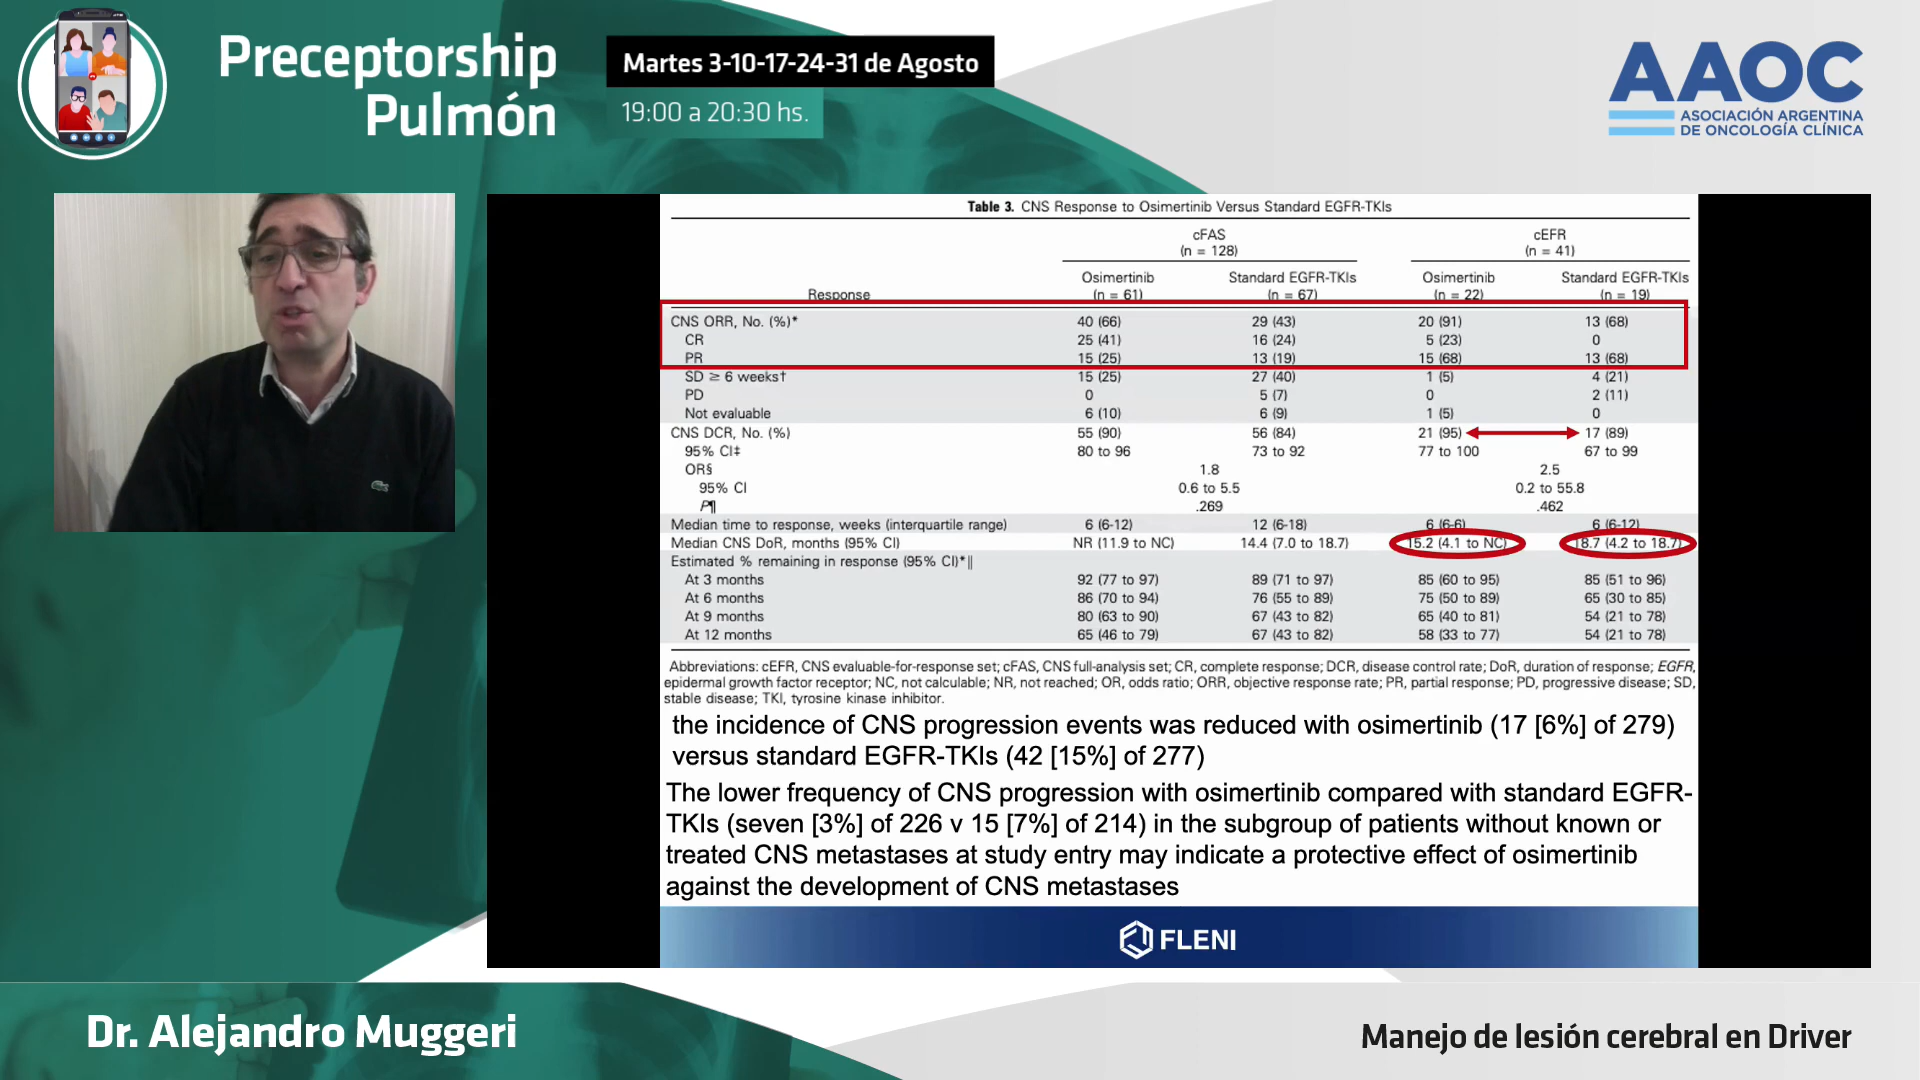 Preceptorship
Pulmón
Martes 3-10-17-24-31 de Agosto
19:00 a 20:30 hs.
AAOC
ASOCIACIÓN ARGENTINA
DE ONCOLOGÍA CLÍNICA
Table 3. CNS Response to Osimertinib Versus Standard EGFR-TKIs
cFAS cEFR
(n = 128) (n = 41)
Osimertinib Standard EGFR-TKIs Osimertinib Standard EGFR-TKIs
Response (n = 61) (n = 67) (n = 22) (n = 19)
CNS ORR, No. (%)* 40 (66) 29 (43) 20 (91) 13 (68)
CR 25 (41) 16 (24) 5 (23) 0
PR 15 (25) 13 (19) 15 (68) 13 (68)
SD ≥ 6 weeks† 15 (25) 27 (40) 1 (5) 4 (21)
PD 0 5 (7) 0 2 (11)
Not evaluable 6 (10) 6 (9) 1 (5) 0
CNS DCR, No. (%) 55 (90) 56 (84) 21 (95) 17 (89)
95% CI‡ 80 to 96 73 to 92 77 to 100 67 to 99
OR§ 1.8 2.5
95% CI 0.6 to 5.5 0.2 to 55.8
P¶ .269 .462
Median time to response, weeks (interquartile range) 6 (6-12) 12 (6-18) 6 (6-6) 6 (6-12)
Median CNS DoR, months (95% CI) NR (11.9 to NC) 14.4 (7.0 to 18.7) 15.2 (4.1 to NC) 18.7 (4.2 to 18.7)
Estimated % remaining in response (95% CI)*||
At 3 months 92 (77 to 97) 89 (71 to 97) 85 (60 to 95) 85 (51 to 96)
At 6 months 86 (70 to 94) 76 (55 to 89) 75 (50 to 89) 65 (30 to 85)
At 9 months 80 (63 to 90) 67 (43 to 82) 65 (40 to 81) 54 (21 to 78)
At 12 months 65 (46 to 79) 67 (43 to 82) 58 (33 to 77) 54 (21 to 78)
Abbreviations: cEFR, CNS evaluable-for-response set; cFAS, CNS full-analysis set; CR, complete response; DCR, disease control rate; DoR, duration of response; EGFR,
epidermal growth factor receptor; NC, not calculable; NR, not reached; OR, odds ratio; ORR, objective response rate; PR, partial response; PD, progressive disease; SD,
stable disease; TKI, tyrosine kinase inhibitor.
the incidence of CNS progression events was reduced with osimertinib (17 [6%] of 279)
versus standard EGFR-TKIs (42 [15%] of 277)
The lower frequency of CNS progression with osimertinib compared with standard EGFR-
TKIs (seven [3%] of 226 v 15 [7%] of 214) in the subgroup of patients without known or
treated CNS metastases at study entry may indicate a protective effect of osimertinib
against the development of CNS metastases
FLENI
Dr. Alejandro Muggeri
Manejo de lesión cerebral en Driver